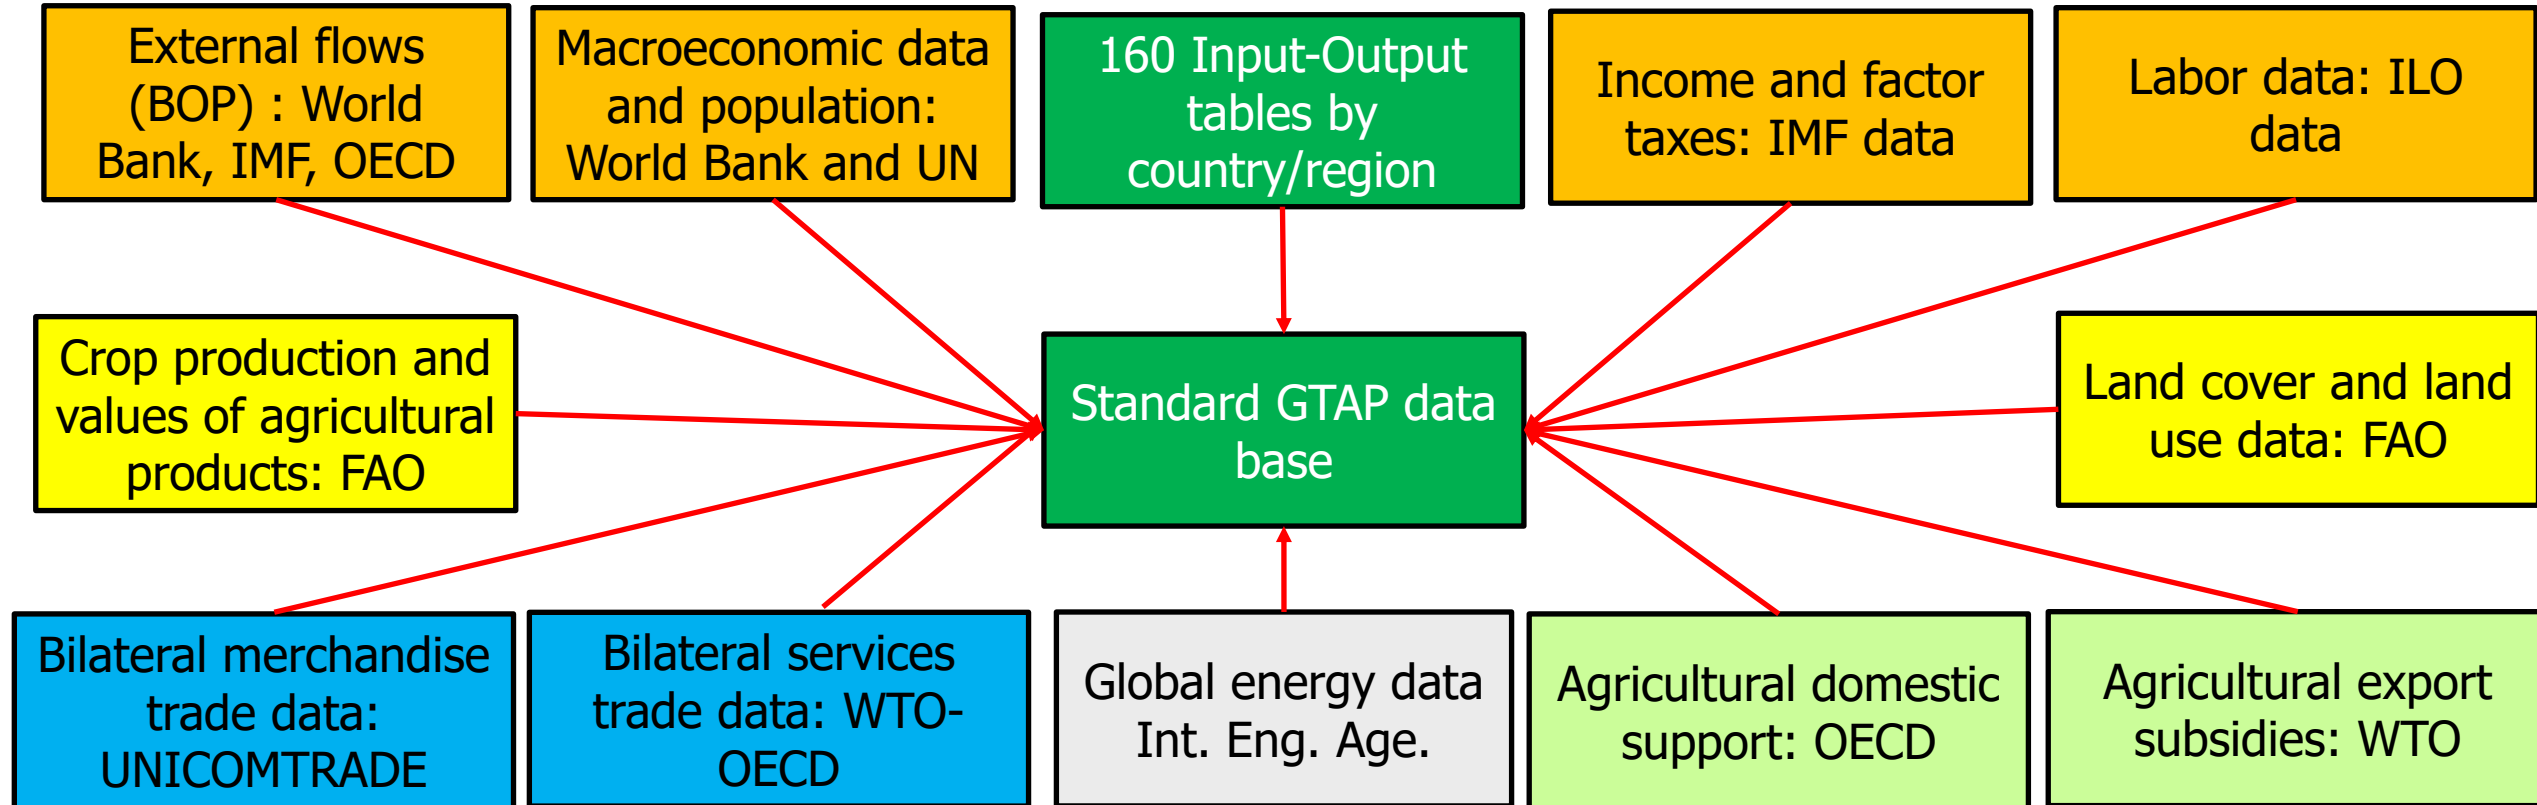 External flows
(BOP) : World
Bank, IMF, OECD
Macroeconomic data
and population:
World Bank and UN
160 Input-Output
tables by
country/region
Income and factor
taxes: IMF data
Labor data: ILO
data
Crop production and
values of agricultural
products: FAO
Standard GTAP data
base
Land cover and land
use data: FAO
Bilateral merchandise
trade data:
UNICOMTRADE
Bilateral services
trade data: WTO-
OECD
Global energy data
Int. Eng. Age.
Agricultural domestic
support: OECD
Agricultural export
subsidies: WTO